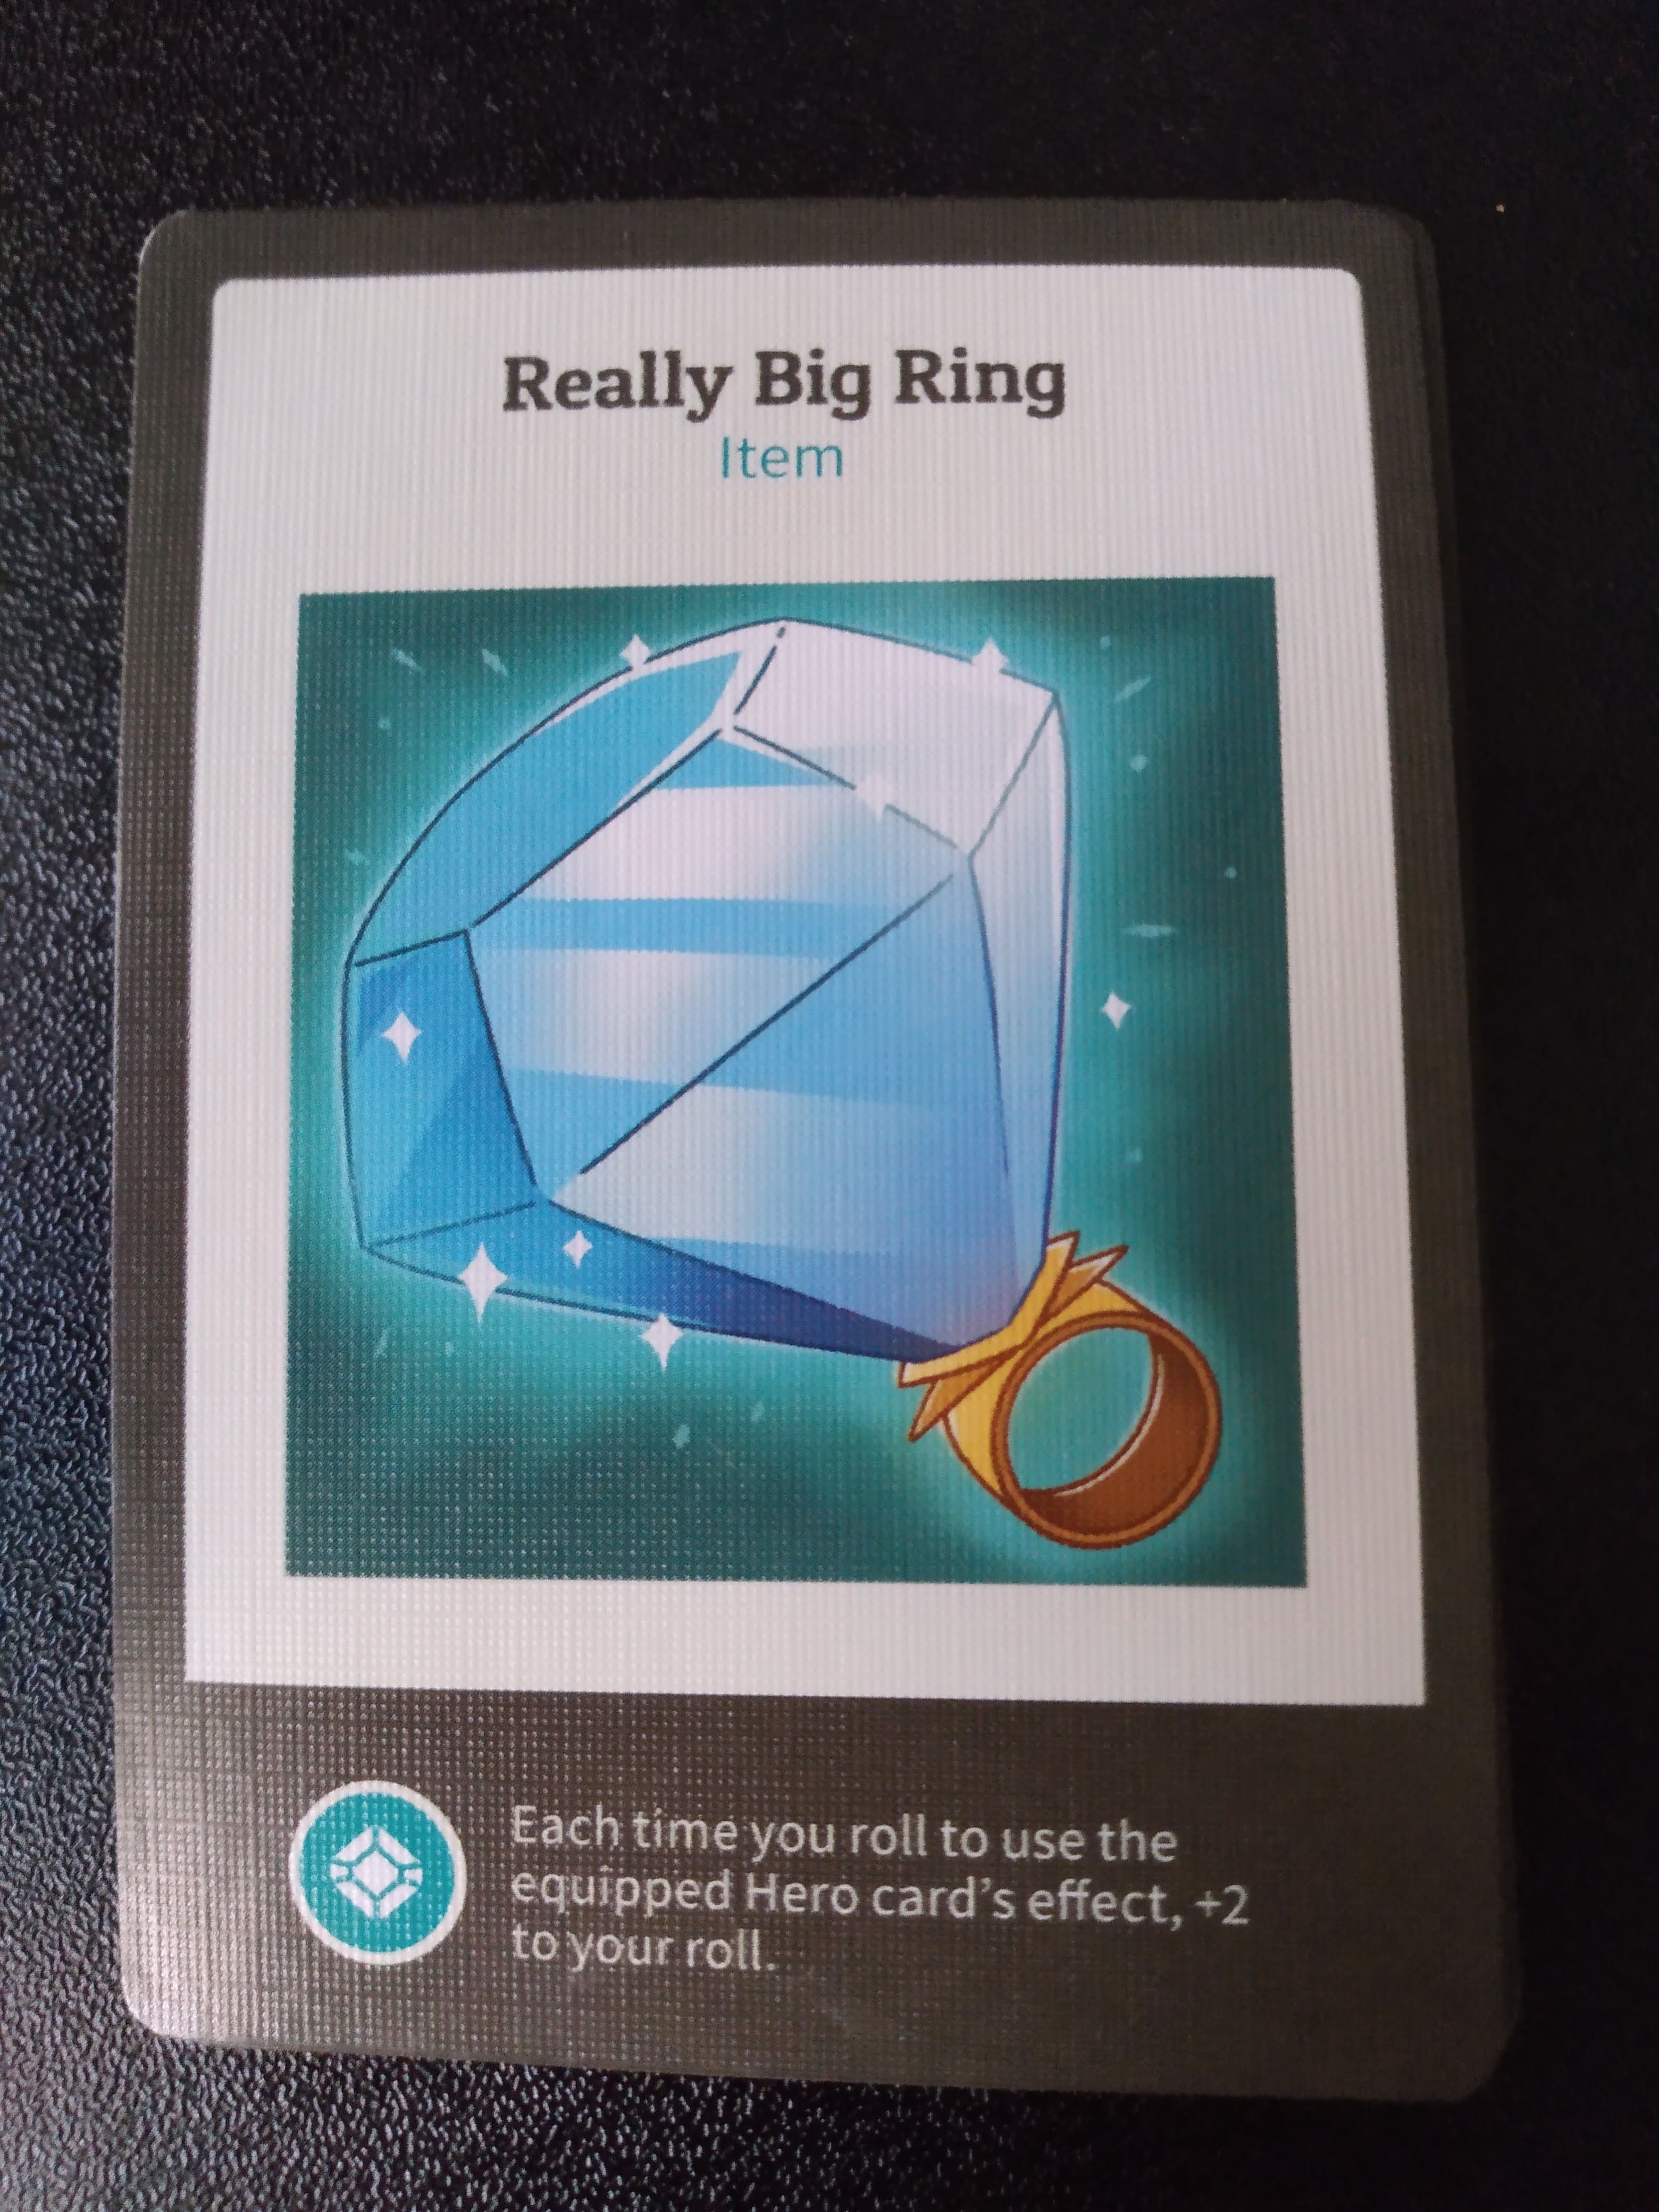 Really Big Ring
Item
Each time you roll to use the
equipped Hero card’s effect, +2
to your roll.